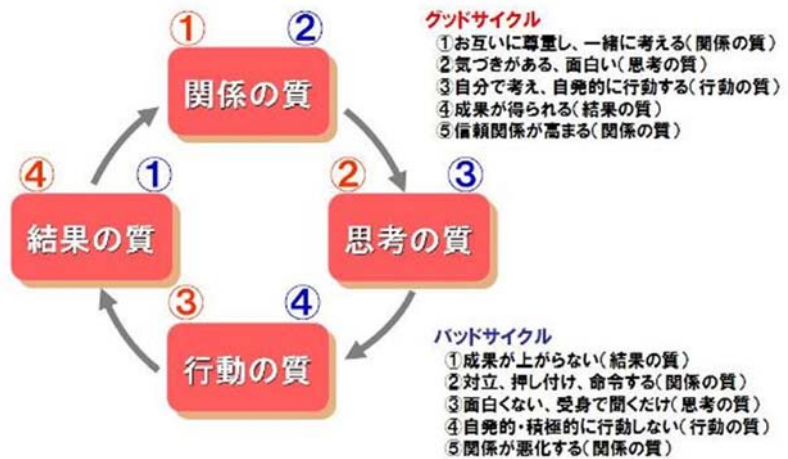 ① ②
関係の質
④ ①
結果の質
② ③
思考の質
③ ④
行動の質
グッドサイクル
①お互いに尊重し、一緒に考える(関係の質)
②気づきがある、面白い(思考の質)
③自分で考え、自発的に行動する(行動の質)
④成果が得られる(結果の質)
⑤信頼関係が高まる(関係の質)
バッドサイクル
①成果が上がらない(結果の質)
②対立、押し付け、命令する(関係の質)
③面白くない、受身で聞くだけ(思考の質)
④自発的・積極的に行動しない(行動の質)
⑤関係が悪化する(関係の質)